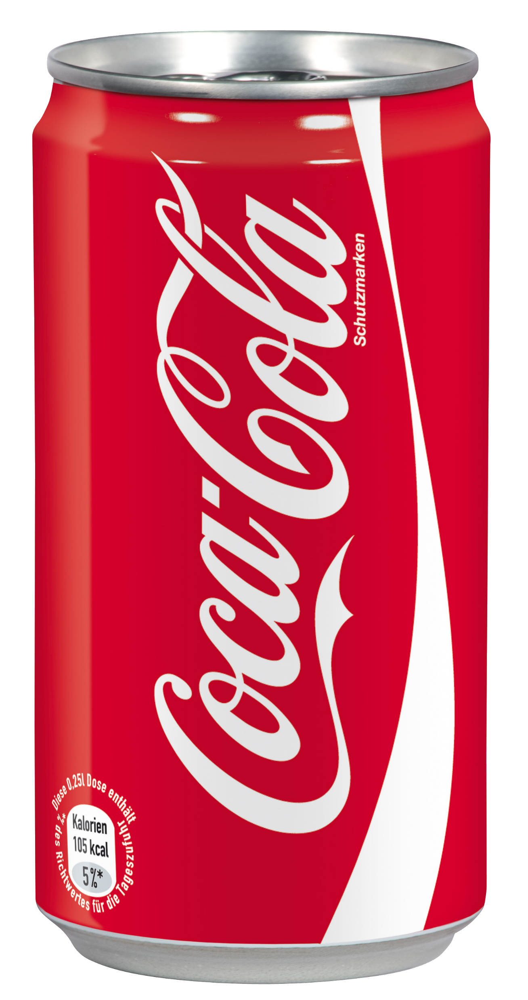 Coca-Cola
Schutzmarken
Diese 0,25l Dose enthält
Kalorien
105 kcal
5%*
%* des Richtwertes für die Tageszufuhr